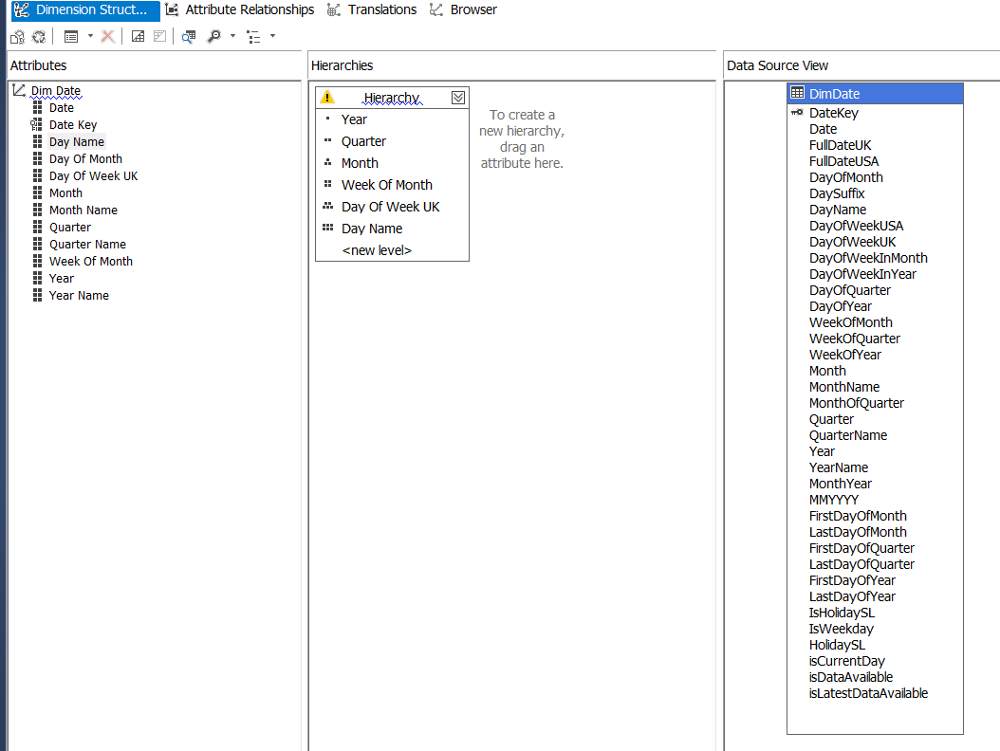 Dimension Struct...
Attribute Relationships
Translations
Browser
Attributes
Dim Date
Date
Date Key
Day Name
Day Of Month
Day Of Week UK
Month
Month Name
Quarter
Quarter Name
Week Of Month
Year
Year Name
Hierarchies
Hierarchy
Year
Quarter
Month
Week Of Month
Day Of Week UK
Day Name
<new level>
To create a
new hierarchy,
drag an
attribute here.
Data Source View
DimDate
DateKey
Date
FullDateUK
FullDateUSA
DayOfMonth
DaySuffix
DayName
DayOfWeekUSA
DayOfWeekUK
DayOfWeekInMonth
DayOfWeekInYear
DayOfQuarter
DayOfYear
WeekOfMonth
WeekOfQuarter
WeekOfYear
Month
MonthName
MonthOfQuarter
Quarter
QuarterName
Year
YearName
MonthYear
MMYYYY
FirstDayOfMonth
LastDayOfMonth
FirstDayOfQuarter
LastDayOfQuarter
FirstDayOfYear
LastDayOfYear
IsHolidaySL
IsWeekday
HolidaySL
isCurrentDay
isDataAvailable
isLatestDataAvailable